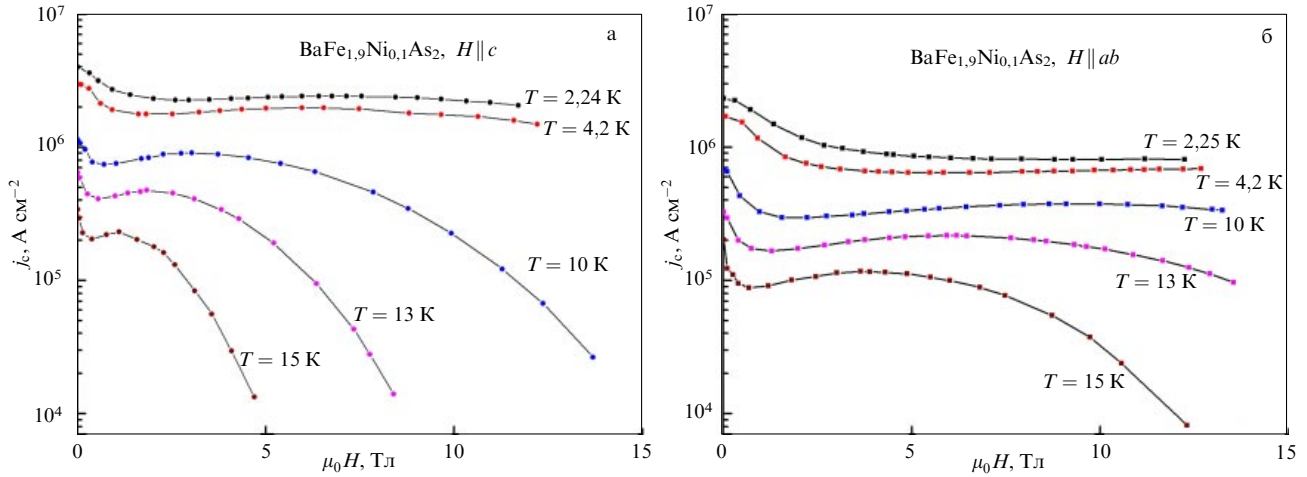 10⁷
10⁶
10⁵
10⁴
j_c, А см⁻²
BaFe₁,₉Ni₀,₁As₂, H∥c
а
T = 2,24 К
T = 4,2 К
T = 10 К
T = 13 К
T = 15 К
0 5 10 15
μ₀H, Тл
10⁷
10⁶
10⁵
10⁴
j_c, А см⁻²
BaFe₁,₉Ni₀,₁As₂, H∥ab
б
T = 2,25 К
T = 4,2 К
T = 10 К
T = 13 К
T = 15 К
0 5 10 15
μ₀H, Тл